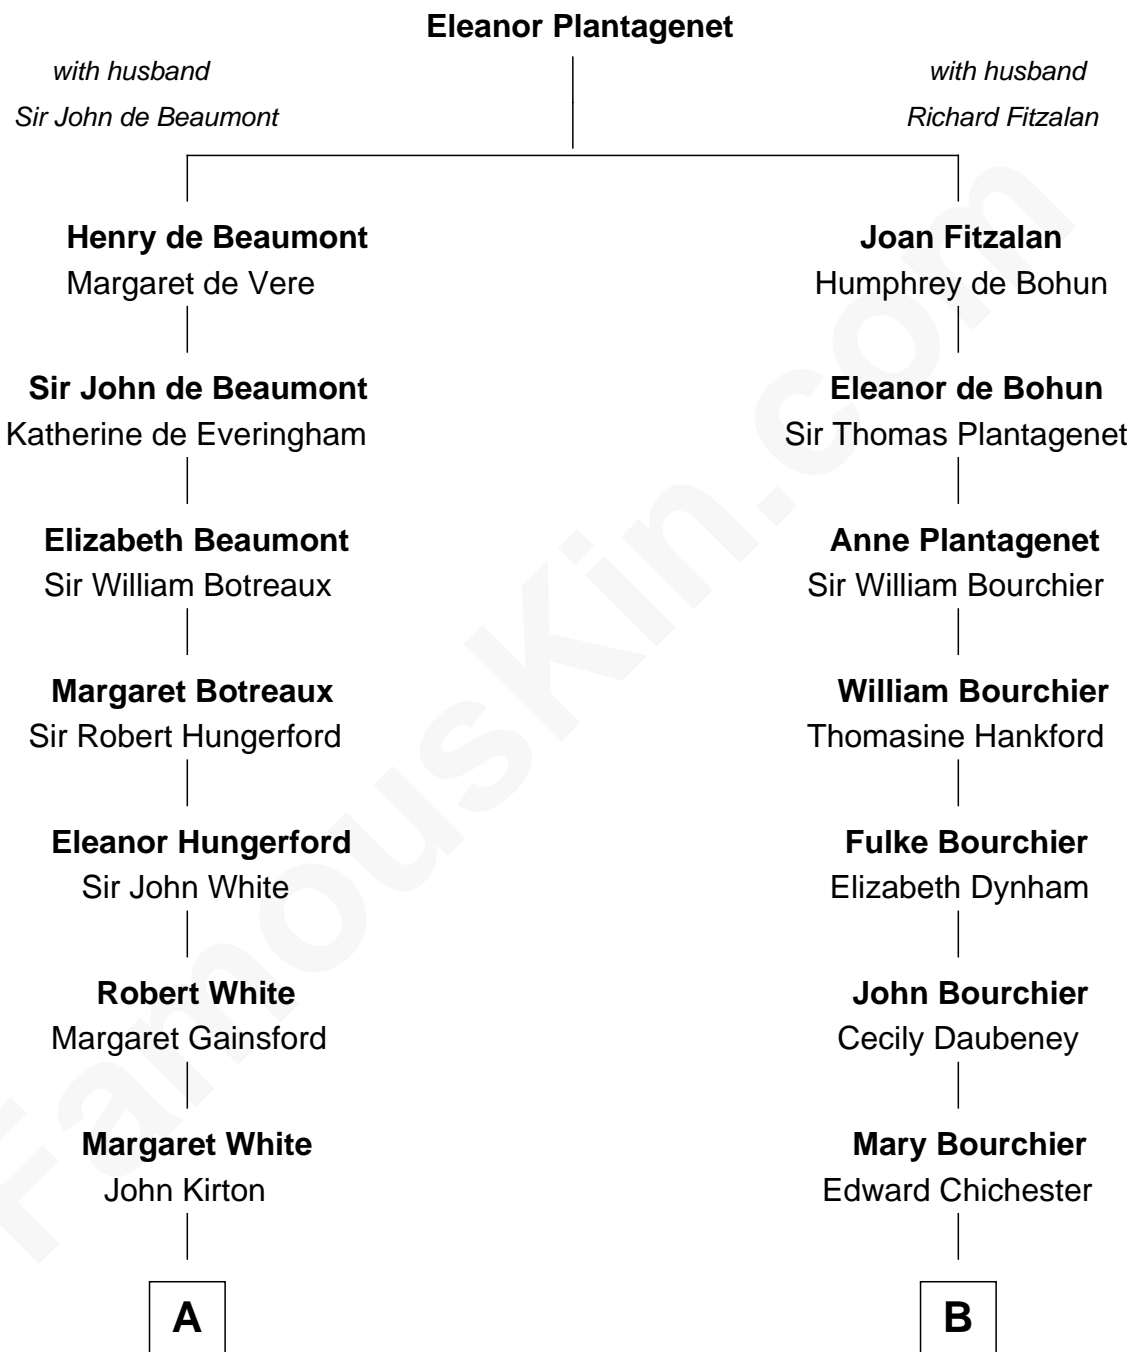 Eleanor Plantagenet
with husband
Sir John de Beaumont
with husband
Richard Fitzalan
Henry de Beaumont
Margaret de Vere
Joan Fitzalan
Humphrey de Bohun
Sir John de Beaumont
Katherine de Everingham
Eleanor de Bohun
Sir Thomas Plantagenet
Elizabeth Beaumont
Sir William Botreaux
Anne Plantagenet
Sir William Bourchier
Margaret Botreaux
Sir Robert Hungerford
William Bourchier
Thomasine Hankford
Eleanor Hungerford
Sir John White
Fulke Bourchier
Elizabeth Dynham
Robert White
Margaret Gainsford
John Bourchier
Cecily Daubeney
Margaret White
John Kirton
Mary Bourchier
Edward Chichester
A
B
FamousKin.com